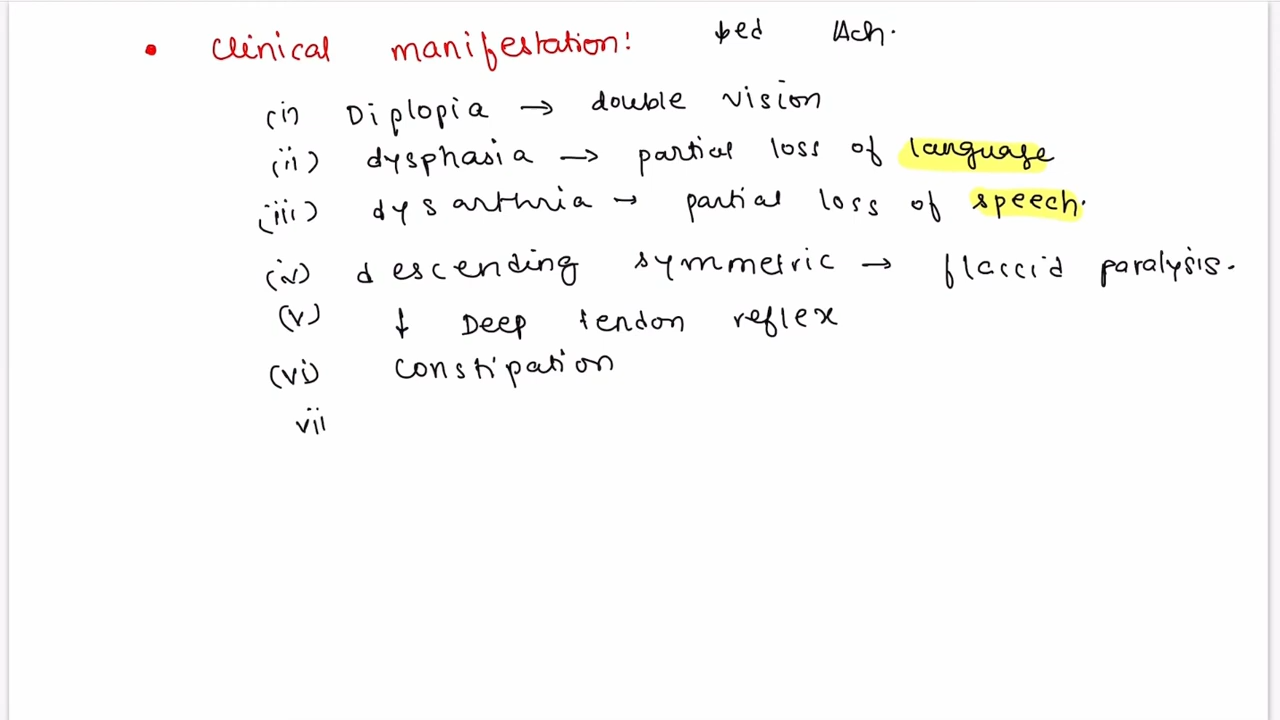 • Clinical manifestation: ↓ed Ach.
(i) Diplopia → double vision
(ii) dysphasia → partial loss of language
(iii) dysarthria → partial loss of speech.
(iv) descending symmetric → flaccid paralysis.
(v) ↓ Deep tendon reflex
(vi) Constipation
vii